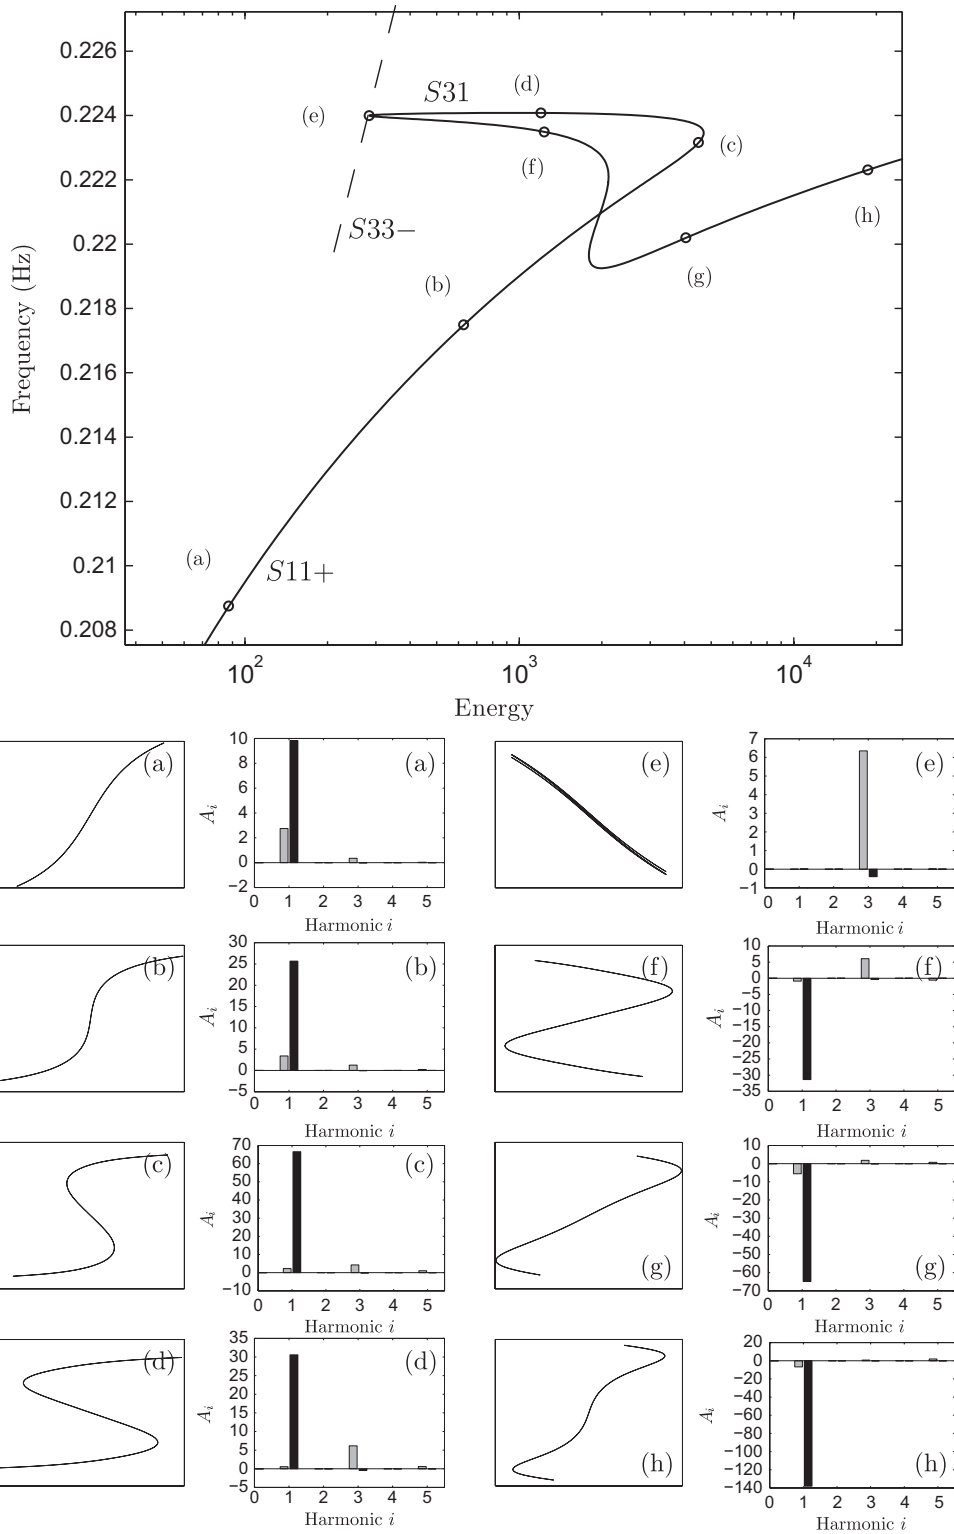 0.226
0.224
0.222
0.22
0.218
0.216
0.214
0.212
0.21
0.208
Frequency (Hz)
S31
(d)
(e)
(c)
(f)
S33−
(h)
(b)
(g)
(a)
S11+
10^2 10^3 10^4
Energy
(a)
10
8
6
4
2
0
−2
A_i
(a)
0 1 2 3 4 5
Harmonic i
(e)
7
6
5
4
3
2
1
0
−1
A_i
(e)
0 1 2 3 4 5
Harmonic i
(b)
30
25
20
15
10
5
0
−5
A_i
(b)
0 1 2 3 4 5
Harmonic i
(f)
10
5
0
−5
−10
−15
−20
−25
−30
−35
A_i
(f)
0 1 2 3 4 5
Harmonic i
(c)
70
60
50
40
30
20
10
0
−10
A_i
(c)
0 1 2 3 4 5
Harmonic i
(g)
10
0
−10
−20
−30
−40
−50
−60
−70
A_i
(g)
0 1 2 3 4 5
Harmonic i
(d)
35
30
25
20
15
10
5
0
−5
A_i
(d)
0 1 2 3 4 5
Harmonic i
(h)
20
0
−20
−40
−60
−80
−100
−120
−140
A_i
(h)
0 1 2 3 4 5
Harmonic i